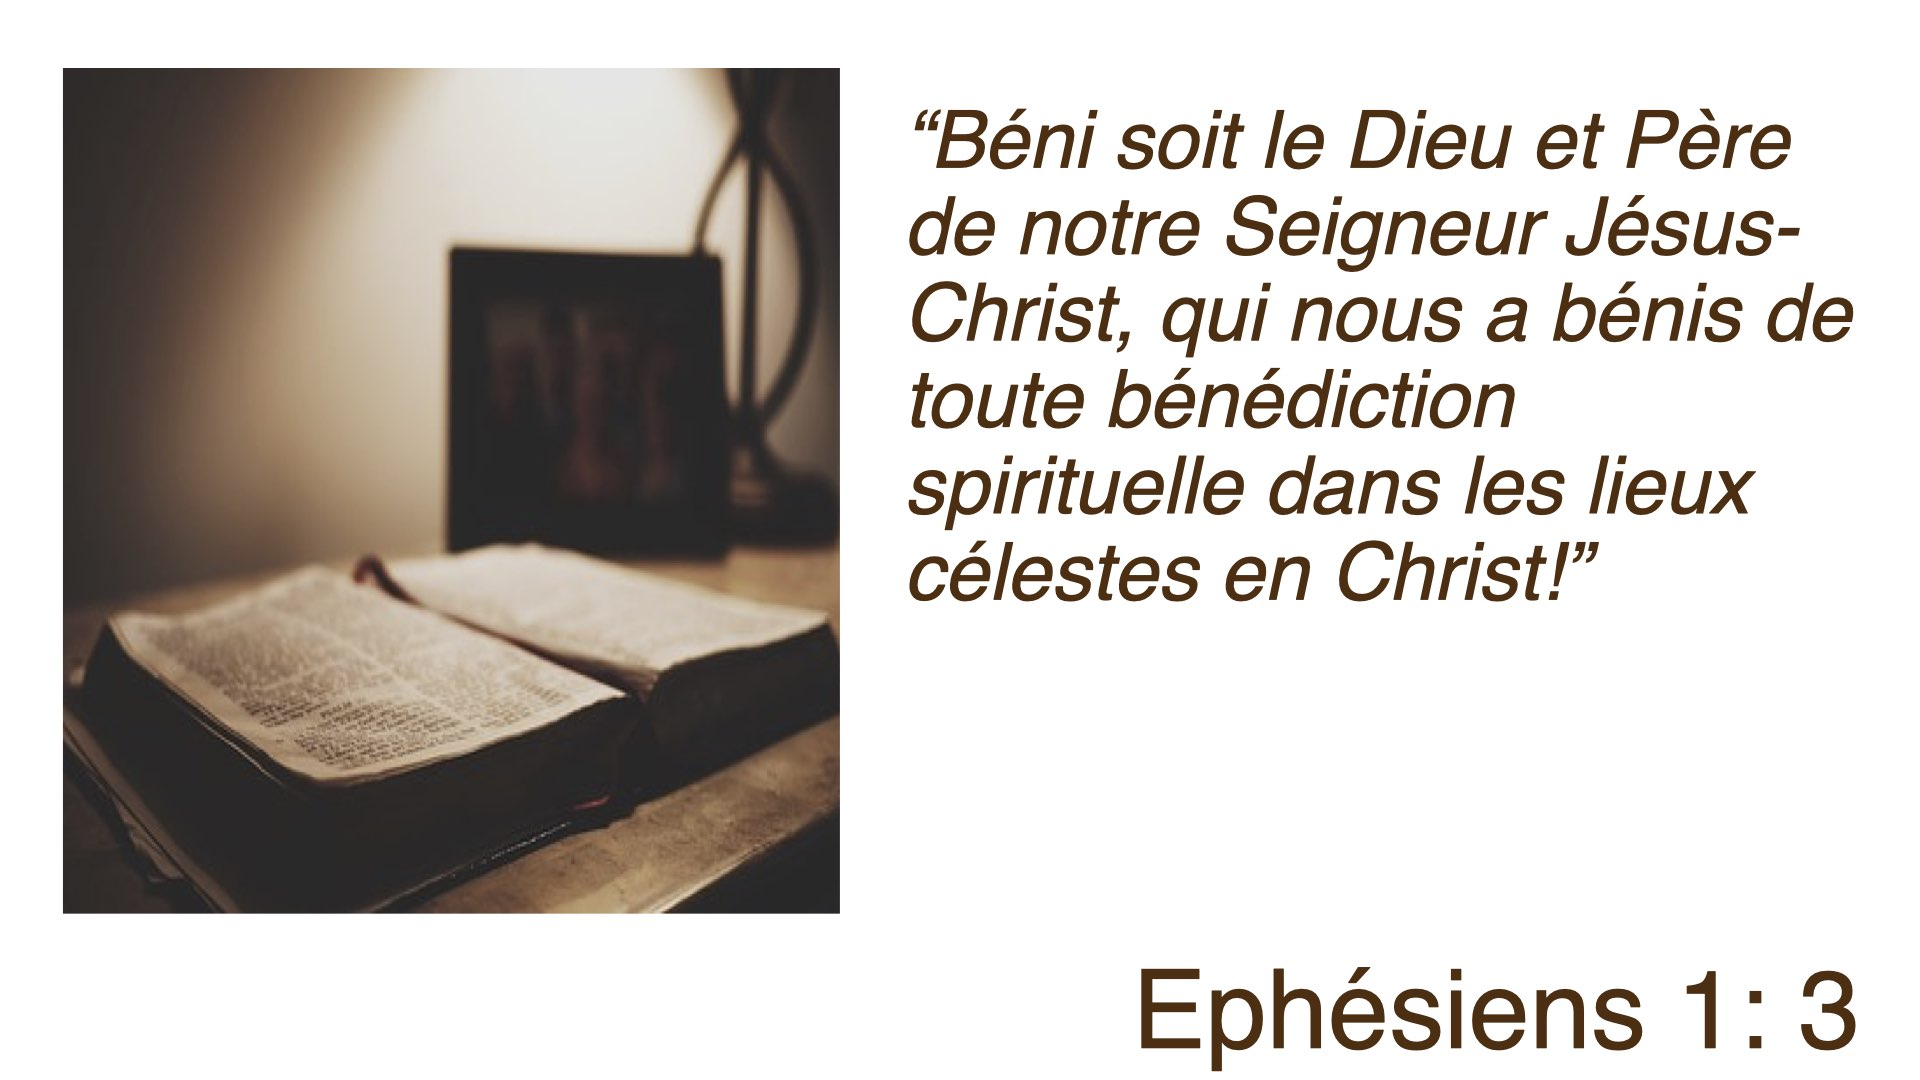 “Béni soit le Dieu et Père
de notre Seigneur Jésus-
Christ, qui nous a bénis de
toute bénédiction
spirituelle dans les lieux
célestes en Christ!”
Ephésiens 1: 3